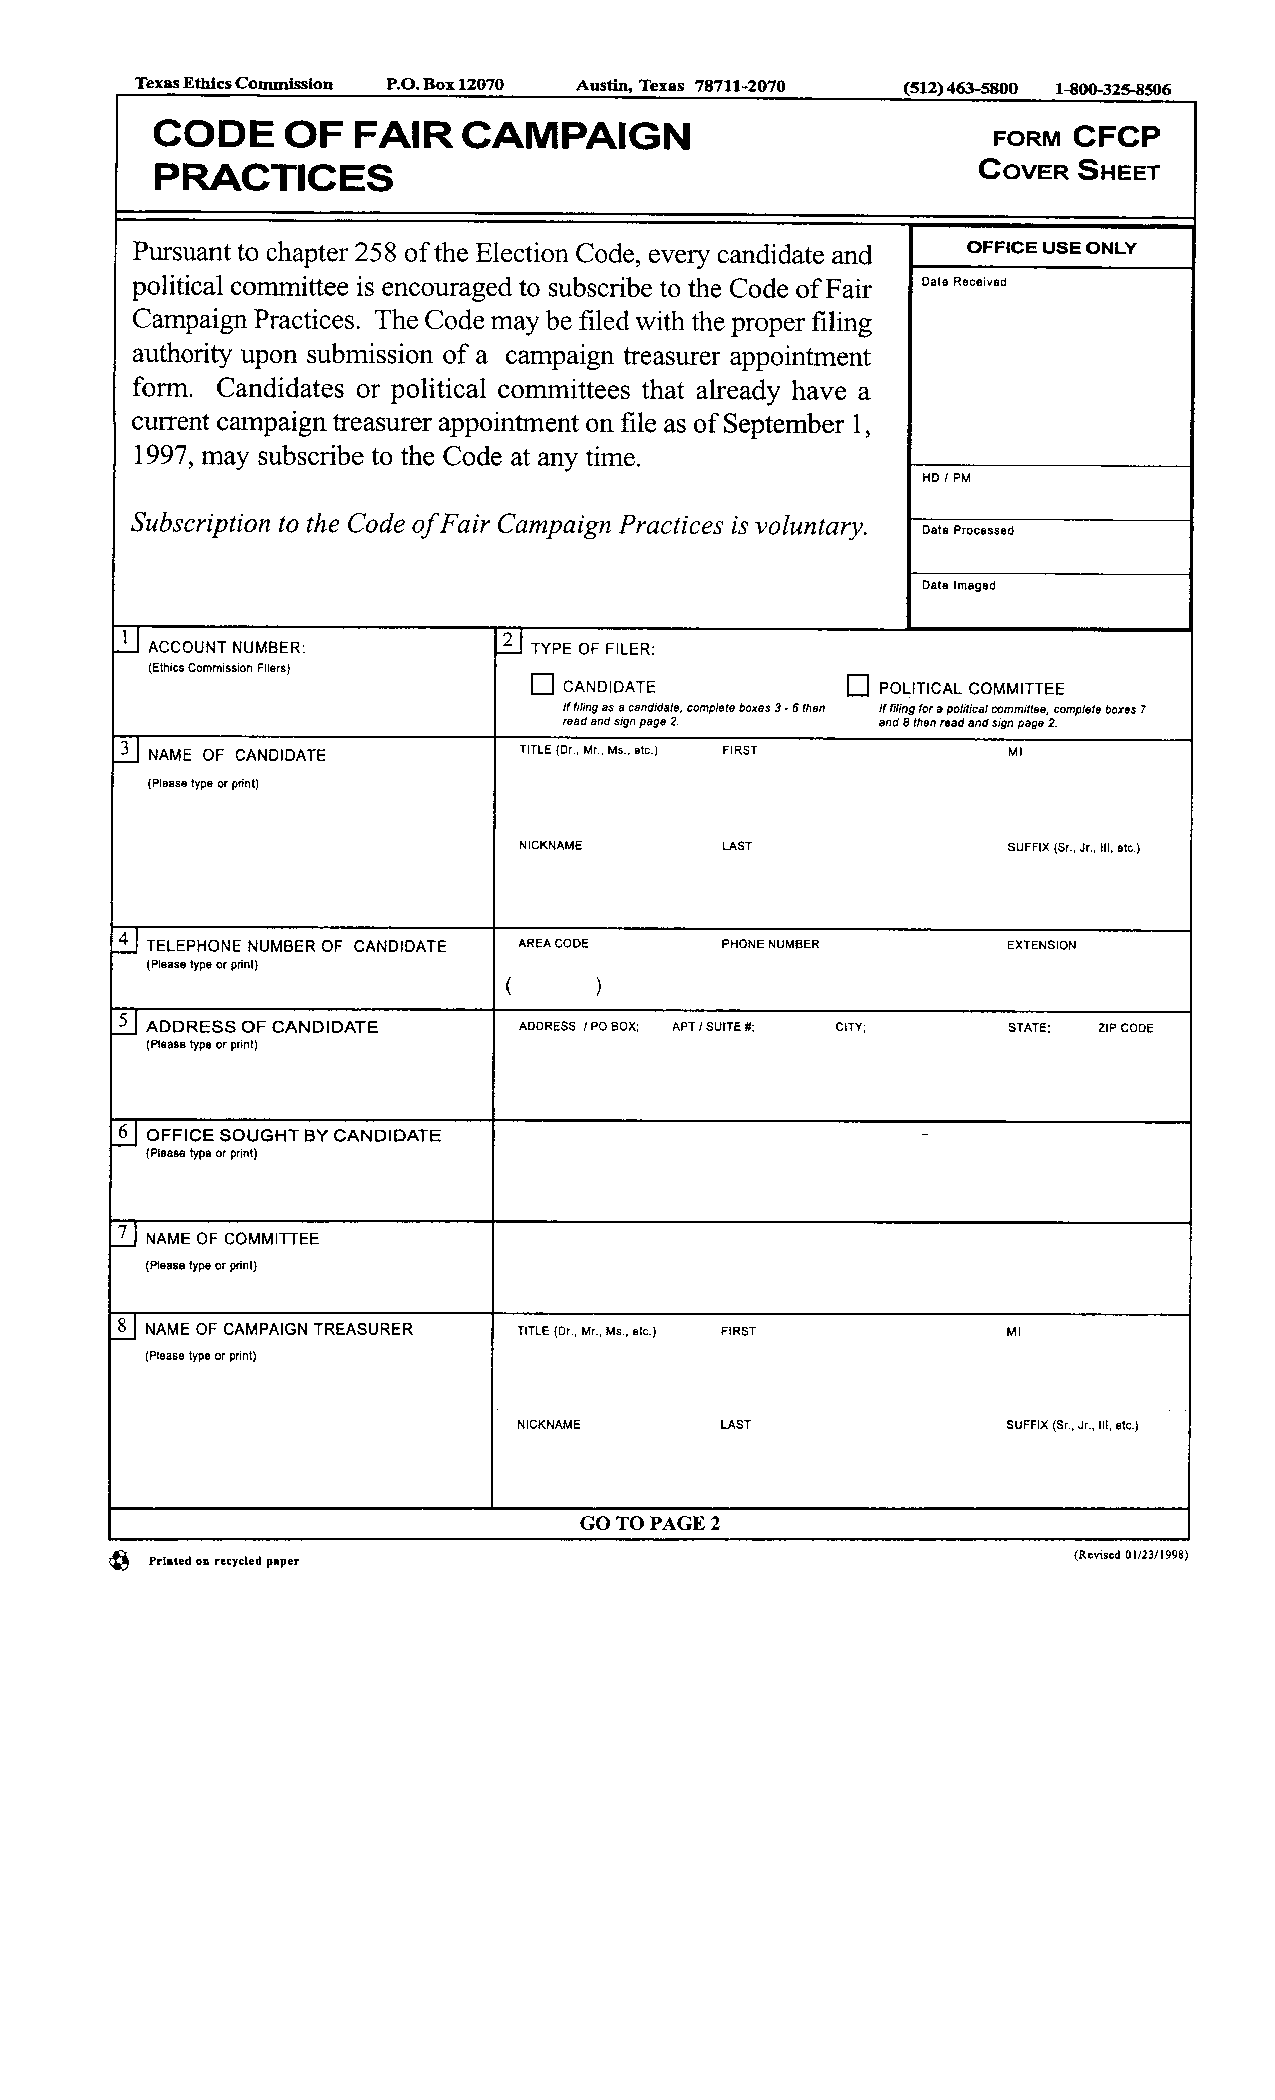 Texas Ethics Commission P.O. Box 12070 Austin, Texas 78711-2070 (512) 463-5800 1-800-325-8506
CODE OF FAIR CAMPAIGN
PRACTICES
FORM CFCP
COVER SHEET
Pursuant to chapter 258 of the Election Code, every candidate and
political committee is encouraged to subscribe to the Code of Fair
Campaign Practices. The Code may be filed with the proper filing
authority upon submission of a campaign treasurer appointment
form. Candidates or political committees that already have a
current campaign treasurer appointment on file as of September 1,
1997, may subscribe to the Code at any time.
Subscription to the Code of Fair Campaign Practices is voluntary.
OFFICE USE ONLY
Date Received
HD / PM
Date Processed
Date Imaged
1 ACCOUNT NUMBER:
(Ethics Commission Filers)
2 TYPE OF FILER:
CANDIDATE
If filing as a candidate, complete boxes 3 - 6 then
read and sign page 2.
POLITICAL COMMITTEE
If filing for a political committee, complete boxes 7
and 8 then read and sign page 2.
3 NAME OF CANDIDATE
(Please type or print)
TITLE (Dr., Mr., Ms., etc.) FIRST MI
NICKNAME LAST SUFFIX (Sr., Jr., III, etc.)
4 TELEPHONE NUMBER OF CANDIDATE
(Please type or print)
AREA CODE PHONE NUMBER EXTENSION
( )
5 ADDRESS OF CANDIDATE
(Please type or print)
ADDRESS / PO BOX; APT / SUITE #; CITY; STATE; ZIP CODE
6 OFFICE SOUGHT BY CANDIDATE
(Please type or print)
7 NAME OF COMMITTEE
(Please type or print)
8 NAME OF CAMPAIGN TREASURER
(Please type or print)
TITLE (Dr., Mr., Ms., etc.) FIRST MI
NICKNAME LAST SUFFIX (Sr., Jr., III, etc.)
GO TO PAGE 2
Printed on recycled paper
(Revised 01/23/1998)